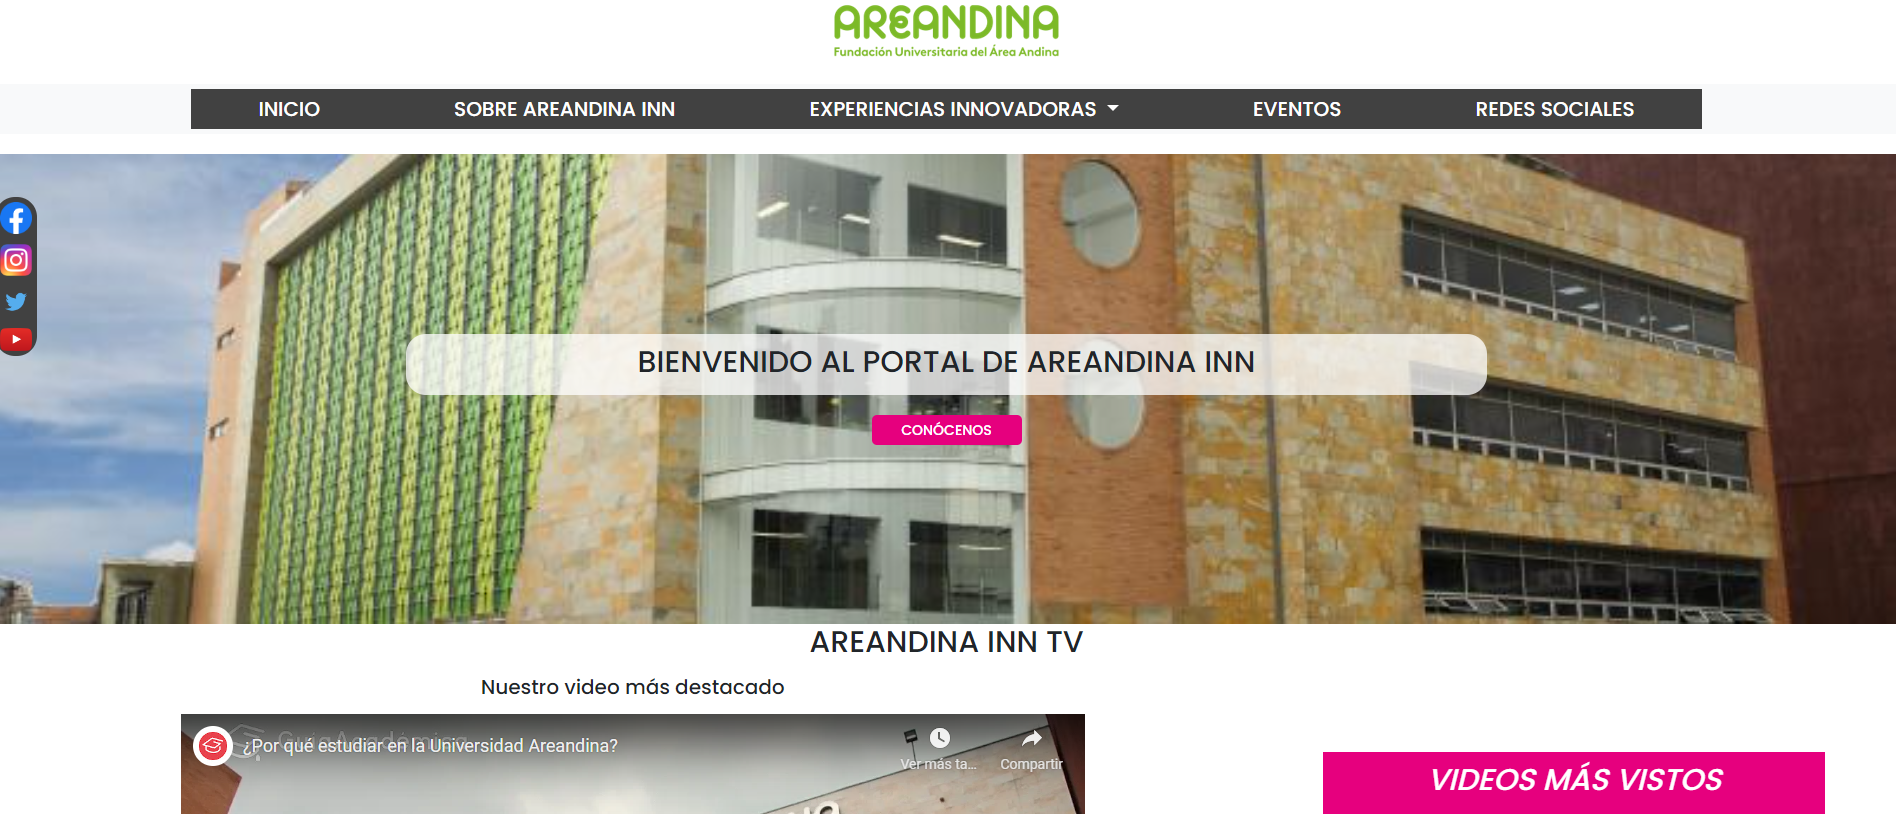 AREANDINA
Fundación Universitaria del Área Andina
INICIO
SOBRE AREANDINA INN
EXPERIENCIAS INNOVADORAS
EVENTOS
REDES SOCIALES
BIENVENIDO AL PORTAL DE AREANDINA INN
CONÓCENOS
AREANDINA INN TV
Nuestro video más destacado
GuiaAcadémica
¿Por qué estudiar en la Universidad Areandina?
Ver más ta...
Compartir
VIDEOS MÁS VISTOS